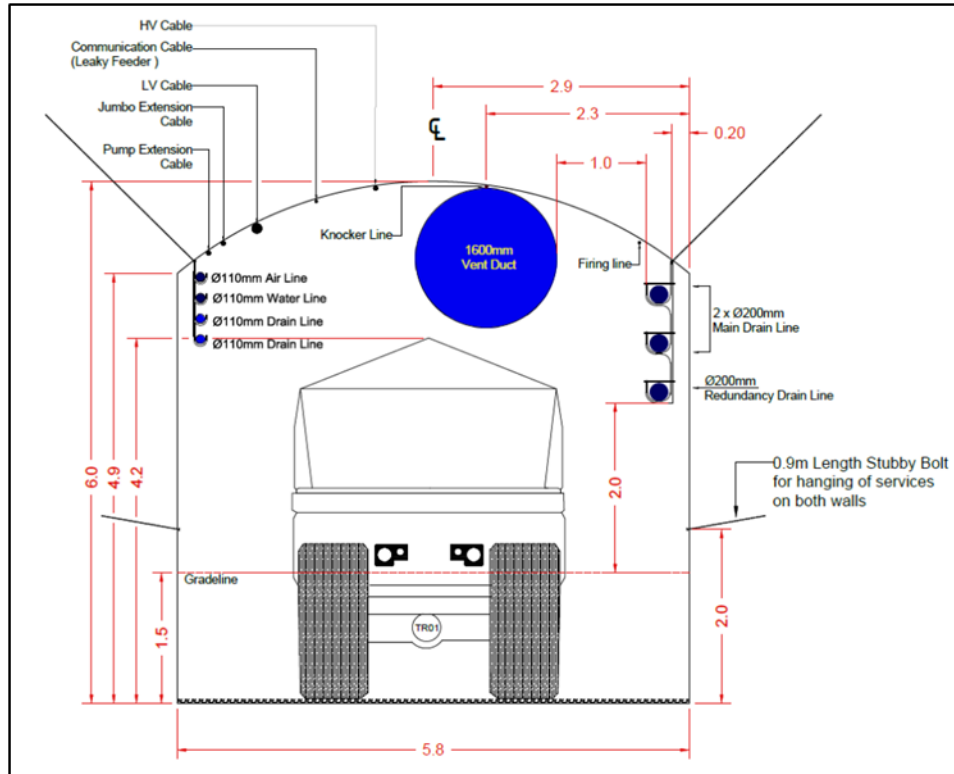 HV Cable
Communication Cable
(Leaky Feeder )
LV Cable
Jumbo Extension
Cable
Pump Extension
Cable
℄
2.9
2.3
0.20
1.0
Knocker Line
1600mm
Vent Duct
Firing line
Ø110mm Air Line
Ø110mm Water Line
Ø110mm Drain Line
Ø110mm Drain Line
2 x Ø200mm
Main Drain Line
Ø200mm
Redundancy Drain Line
6.0
4.9
4.2
2.0
0.9m Length Stubby Bolt
for hanging of services
on both walls
Gradeline
1.5
TR01
2.0
5.8